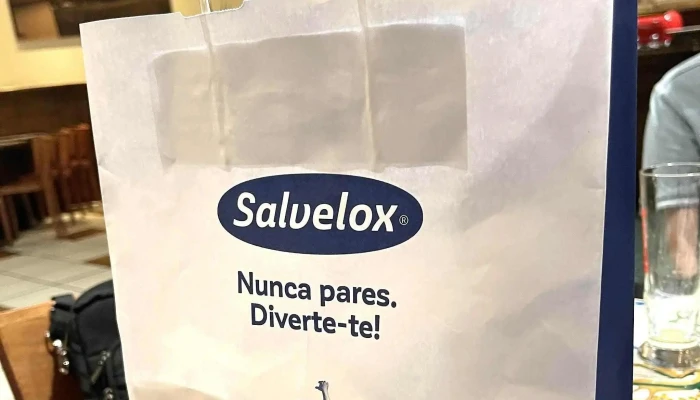 Salvelox®
Nunca pares.
Diverte-te!